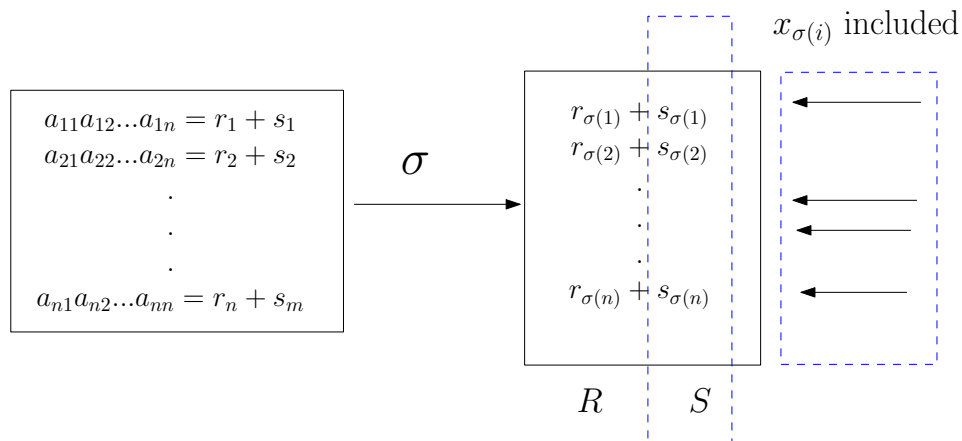 x_{σ(i)} included
a_{11}a_{12}...a_{1n} = r_1 + s_1
a_{21}a_{22}...a_{2n} = r_2 + s_2
.
.
.
a_{n1}a_{n2}...a_{nn} = r_n + s_m
σ
r_{σ(1)} + s_{σ(1)}
r_{σ(2)} + s_{σ(2)}
.
.
.
r_{σ(n)} + s_{σ(n)}
R S